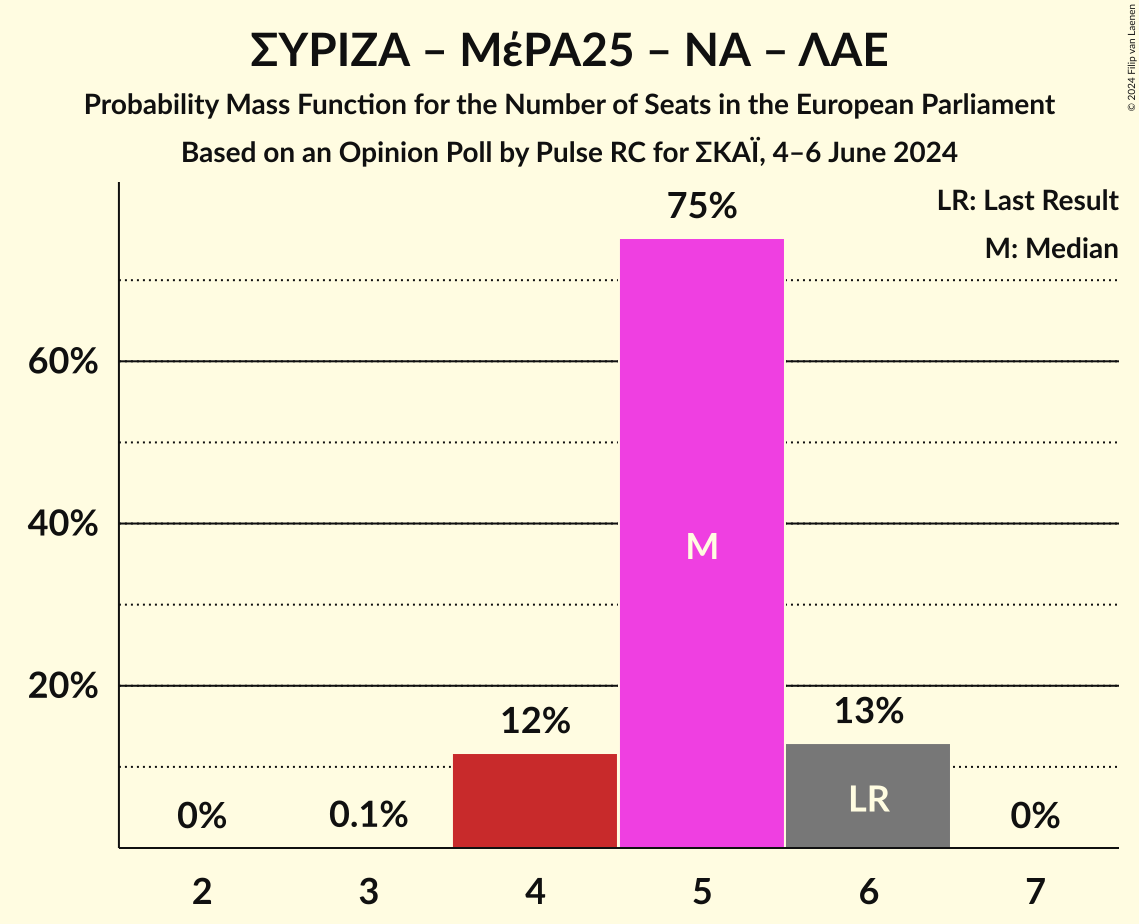 ΣΥΡΙΖΑ – ΜέΡΑ25 – ΝΑ – ΛΑΕ
Probability Mass Function for the Number of Seats in the European Parliament
Based on an Opinion Poll by Pulse RC for ΣΚΑΪ, 4–6 June 2024
© 2024 Filip van Laenen
LR: Last Result
M: Median
75%
60%
40%
20%
M
12%
13%
LR
0%
0.1%
0%
2 3 4 5 6 7